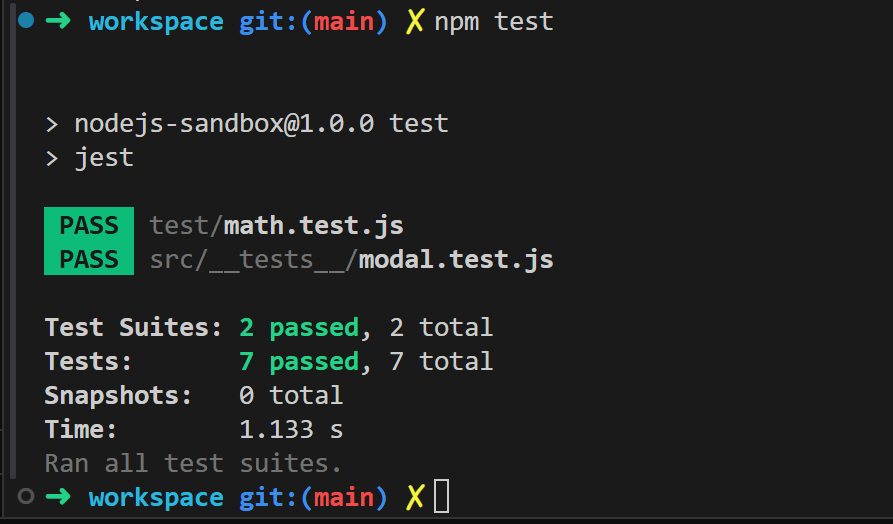 ➜ workspace git:(main) ✗ npm test
> nodejs-sandbox@1.0.0 test
> jest
PASS test/math.test.js
PASS src/__tests__/modal.test.js
Test Suites: 2 passed, 2 total
Tests: 7 passed, 7 total
Snapshots: 0 total
Time: 1.133 s
Ran all test suites.
➜ workspace git:(main) ✗